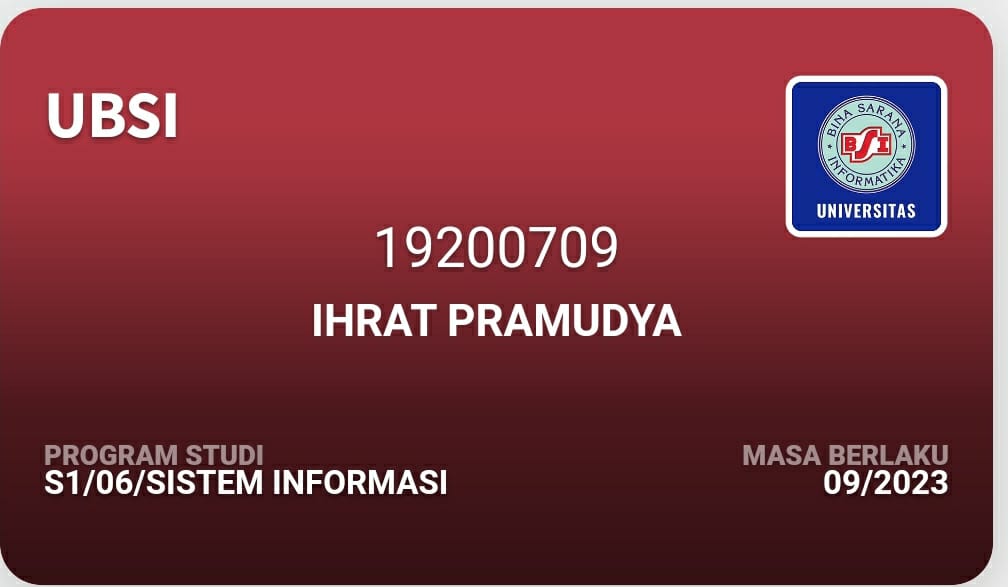 UBSI
BINA SARANA
BSI
INFORMATIKA
UNIVERSITAS
19200709
IHRAT PRAMUDYA
PROGRAM STUDI
S1/06/SISTEM INFORMASI
MASA BERLAKU
09/2023